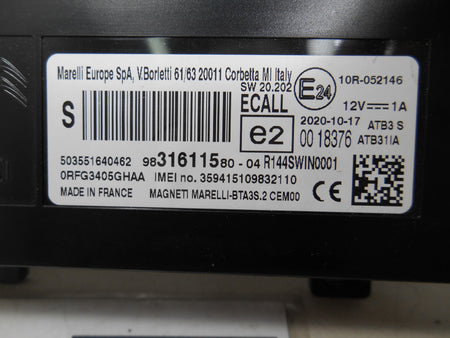 Marelli Europe SpA, V.Borletti 61/63 20011 Corbetta MI Italy
SW 20.202
E24
10R-052146
S
ECALL
12V⎓1A
e2
2020-10-17
ATB3 S
00 18376
ATB31IA
503551640462
9831611580-04 R144SWIN0001
0RFG3405GHAA
IMEI no. 359415109832110
MADE IN FRANCE
MAGNETI MARELLI-BTA3S.2 CEM00